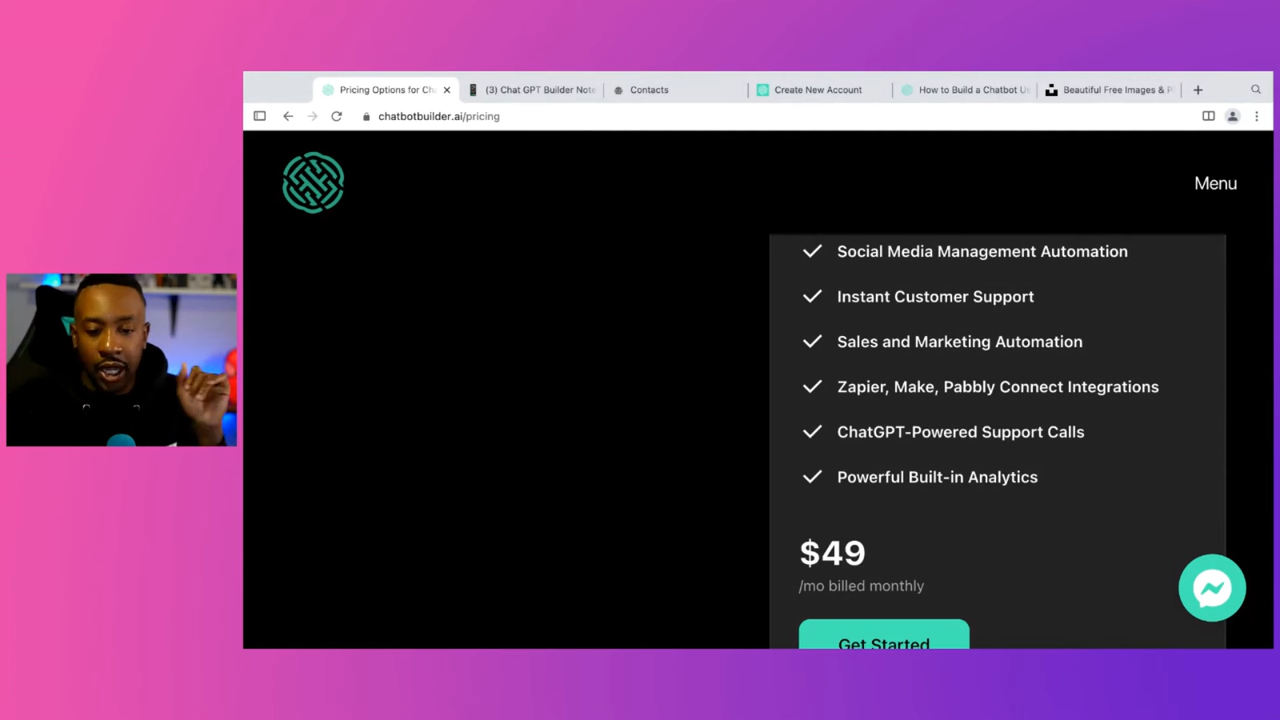 Pricing Options for Ch
(3) Chat GPT Builder Note
Contacts
Create New Account
How to Build a Chatbot Us
Beautiful Free Images & P
chatbotbuilder.ai/pricing
Menu
Social Media Management Automation
Instant Customer Support
Sales and Marketing Automation
Zapier, Make, Pabbly Connect Integrations
ChatGPT-Powered Support Calls
Powerful Built-in Analytics
$49
/mo billed monthly
Get Started